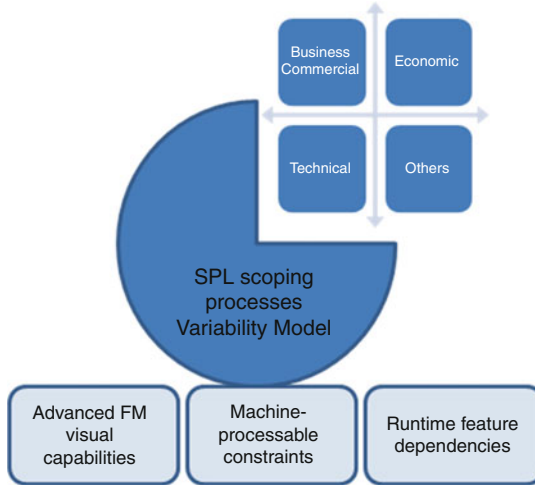 Business
Commercial
Economic
Technical
Others
SPL scoping
processes
Variability Model
Advanced FM
visual
capabilities
Machine-
processable
constraints
Runtime feature
dependencies